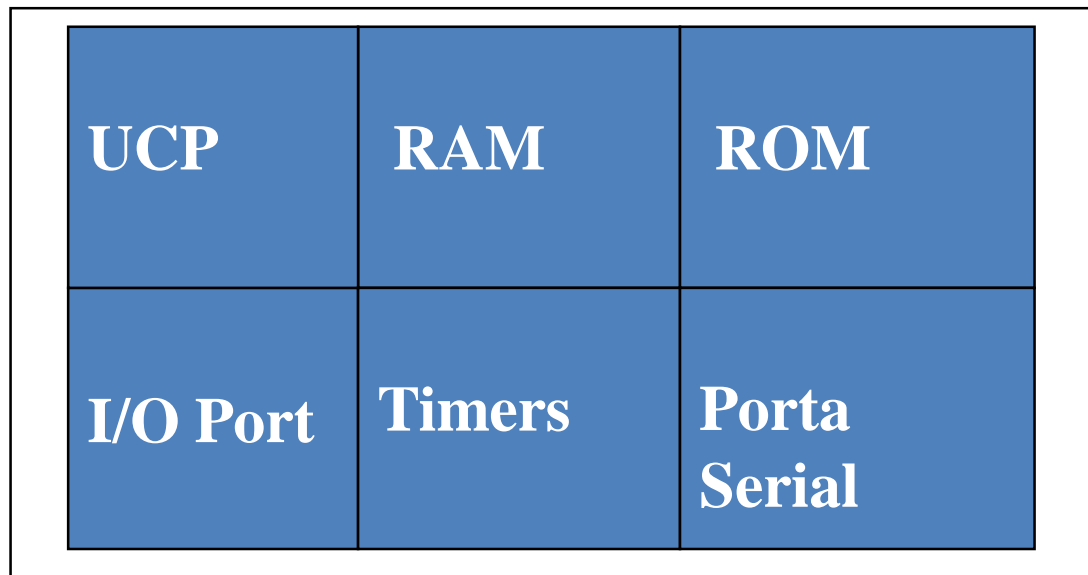 UCP
RAM
ROM
I/O Port
Timers
Porta
Serial